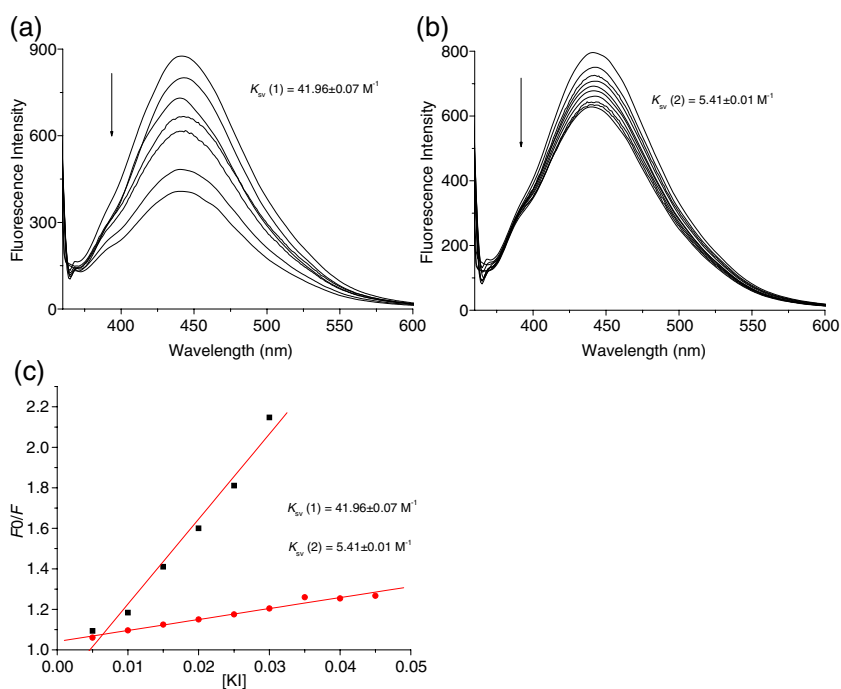 (a)
900
600
300
0
Fluorescence Intensity
K_sv (1) = 41.96±0.07 M⁻¹
400 450 500 550 600
Wavelength (nm)
(b)
800
600
400
200
0
Fluorescence Intensity
K_sv (2) = 5.41±0.01 M⁻¹
400 450 500 550 600
Wavelength (nm)
(c)
2.2
2.0
1.8
1.6
1.4
1.2
1.0
F0/F
K_sv (1) = 41.96±0.07 M⁻¹
K_sv (2) = 5.41±0.01 M⁻¹
0.00 0.01 0.02 0.03 0.04 0.05
[KI]